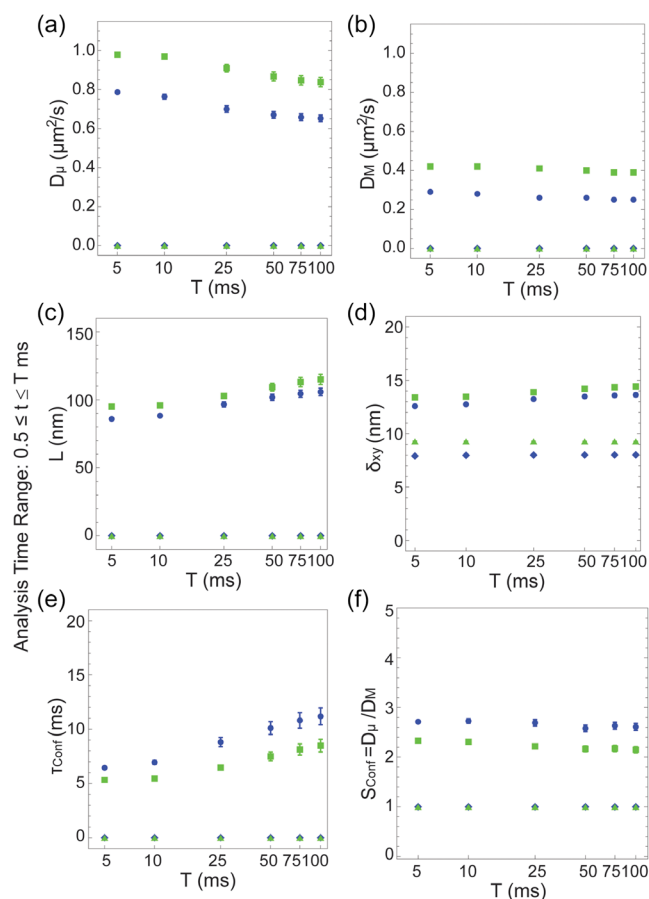 (a)
1.0
0.8
0.6
0.4
0.2
0.0
Dμ (μm²/s)
5 10 25 50 75 100
T (ms)
(b)
1.0
0.8
0.6
0.4
0.2
0.0
DM (μm²/s)
5 10 25 50 75 100
T (ms)
(c)
150
100
50
0
L (nm)
5 10 25 50 75 100
T (ms)
(d)
20
15
10
5
0
δxy (nm)
5 10 25 50 75 100
T (ms)
Analysis Time Range: 0.5 ≤ t ≤ T ms
(e)
20
15
10
5
0
τConf (ms)
5 10 25 50 75 100
T (ms)
(f)
5
4
3
2
1
0
SConf =Dμ /DM
5 10 25 50 75 100
T (ms)